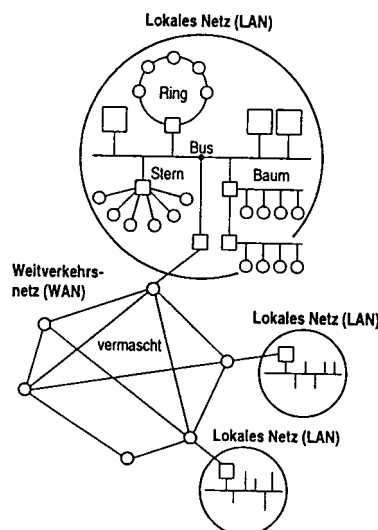 Lokales Netz (LAN)
Ring
Bus
Stern
Baum
Weitverkehrs-
netz (WAN)
vermascht
Lokales Netz (LAN)
Lokales Netz (LAN)